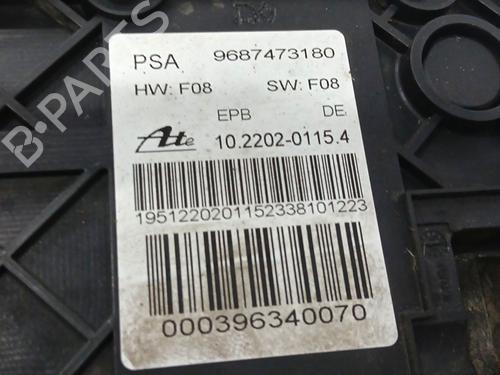 B-PARTS
PSA 9687473180
HW: F08 SW: F08
EPB DE
Ate 10.2202-0115.4
1951220201152338101223
000396340070